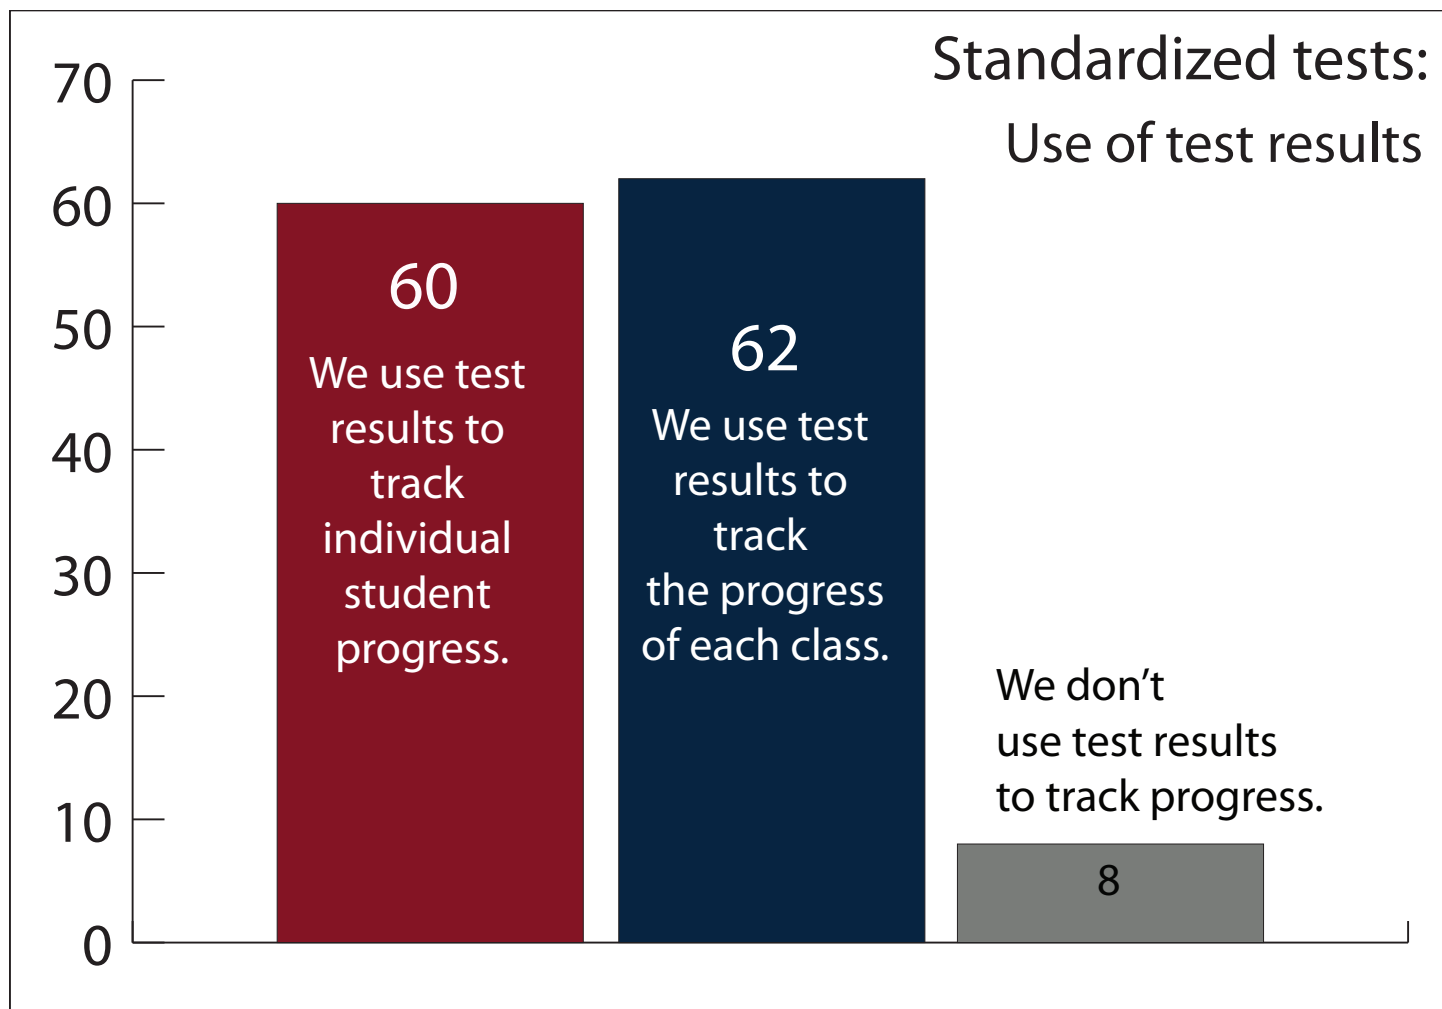 Standardized tests:
Use of test results
70
60
50
40
30
20
10
0
60
We use test
results to
track
individual
student
progress.
62
We use test
results to
track
the progress
of each class.
We don’t
use test results
to track progress.
8